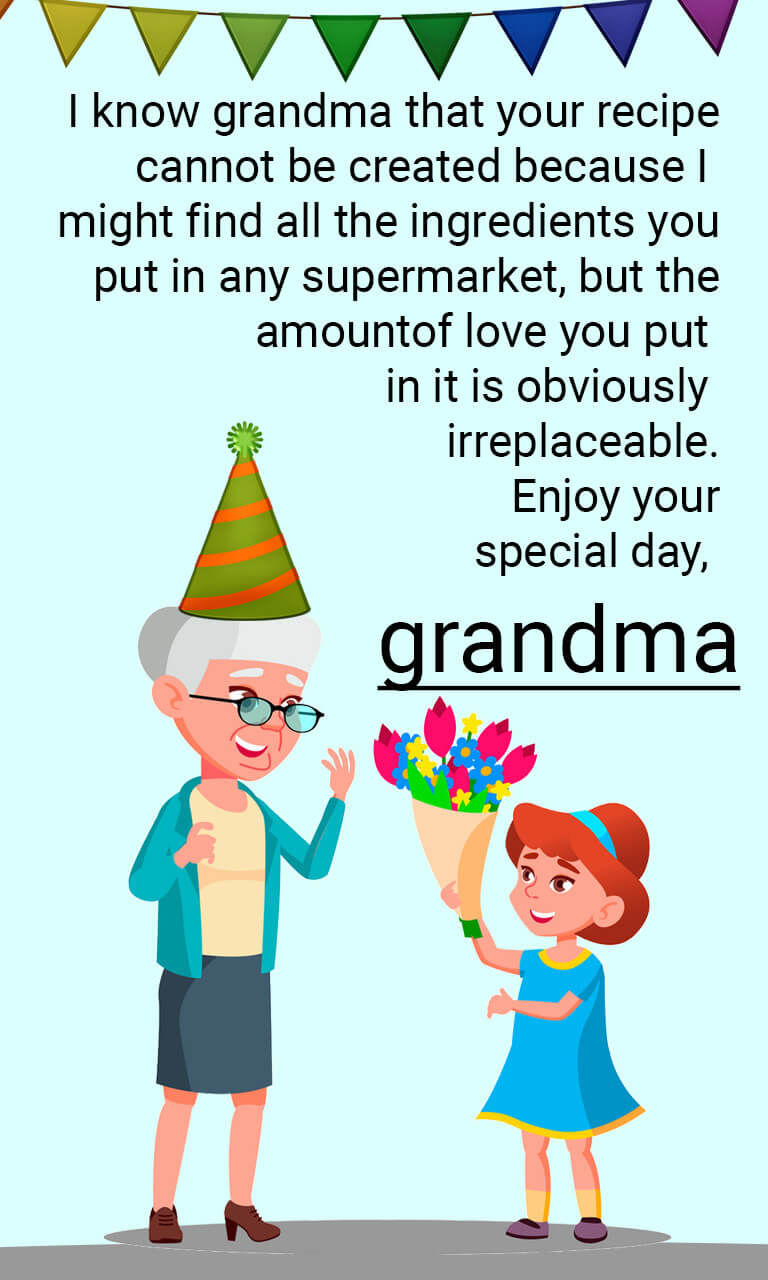 I know grandma that your recipe
cannot be created because I
might find all the ingredients you
put in any supermarket, but the
amountof love you put
in it is obviously
irreplaceable.
Enjoy your
special day,
grandma